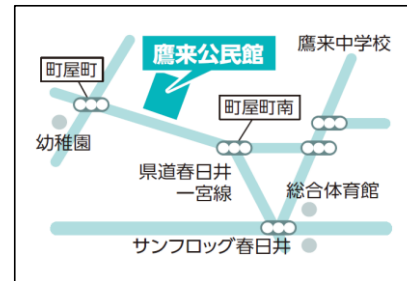 鷹来中学校
鷹来公民館
町屋町
町屋町南
幼稚園
県道春日井
一宮線
総合体育館
サンフロッグ春日井